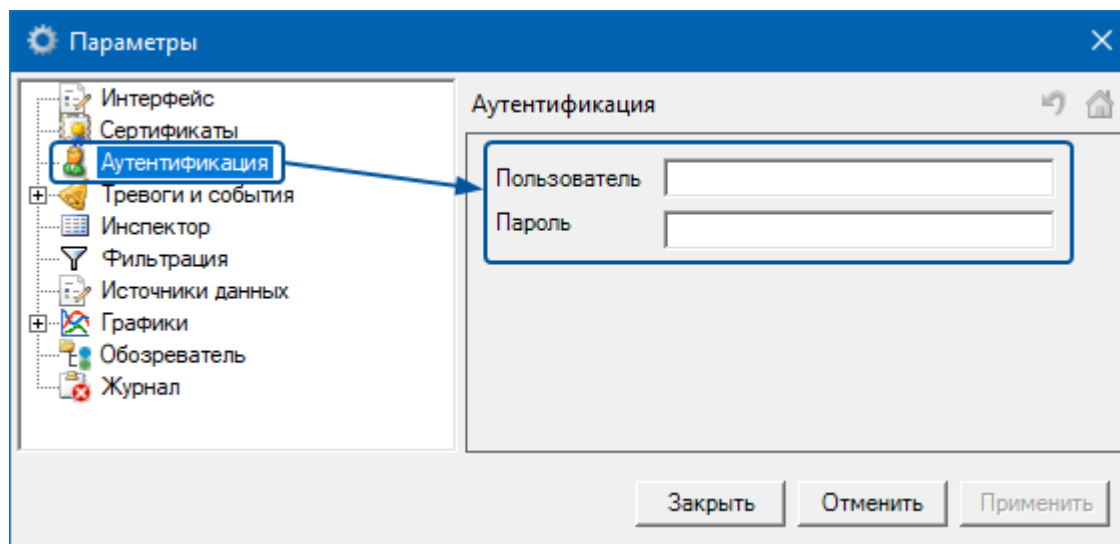 Параметры
Интерфейс
Сертификаты
Аутентификация
Тревоги и события
Инспектор
Фильтрация
Источники данных
Графики
Обозреватель
Журнал
Аутентификация
Пользователь
Пароль
Закрыть
Отменить
Применить